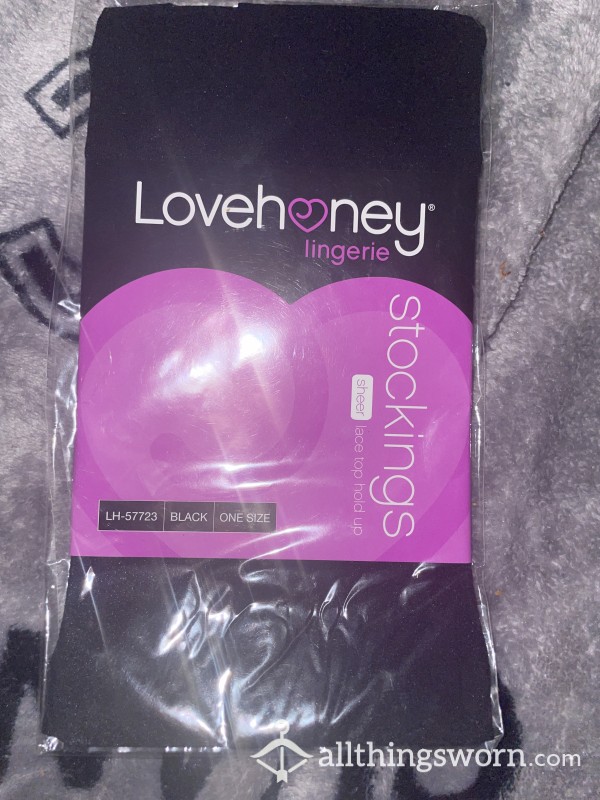 Lovehoney®
lingerie
stockings
sheer lace top hold up
LH-57723 BLACK ONE SIZE
allthingsworn.com